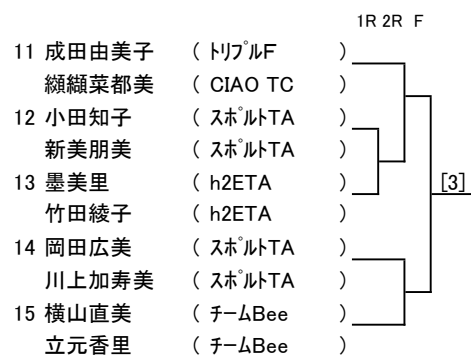 1R 2R F
11 成田由美子 ( トリプルF )
纐纈菜都美 ( CIAO TC )
12 小田知子 ( スポルトTA )
新美朋美 ( スポルトTA )
13 墨美里 ( h2ETA )
竹田綾子 ( h2ETA )
[3]
14 岡田広美 ( スポルトTA )
川上加寿美 ( スポルトTA )
15 横山直美 ( チームBee )
立元香里 ( チームBee )